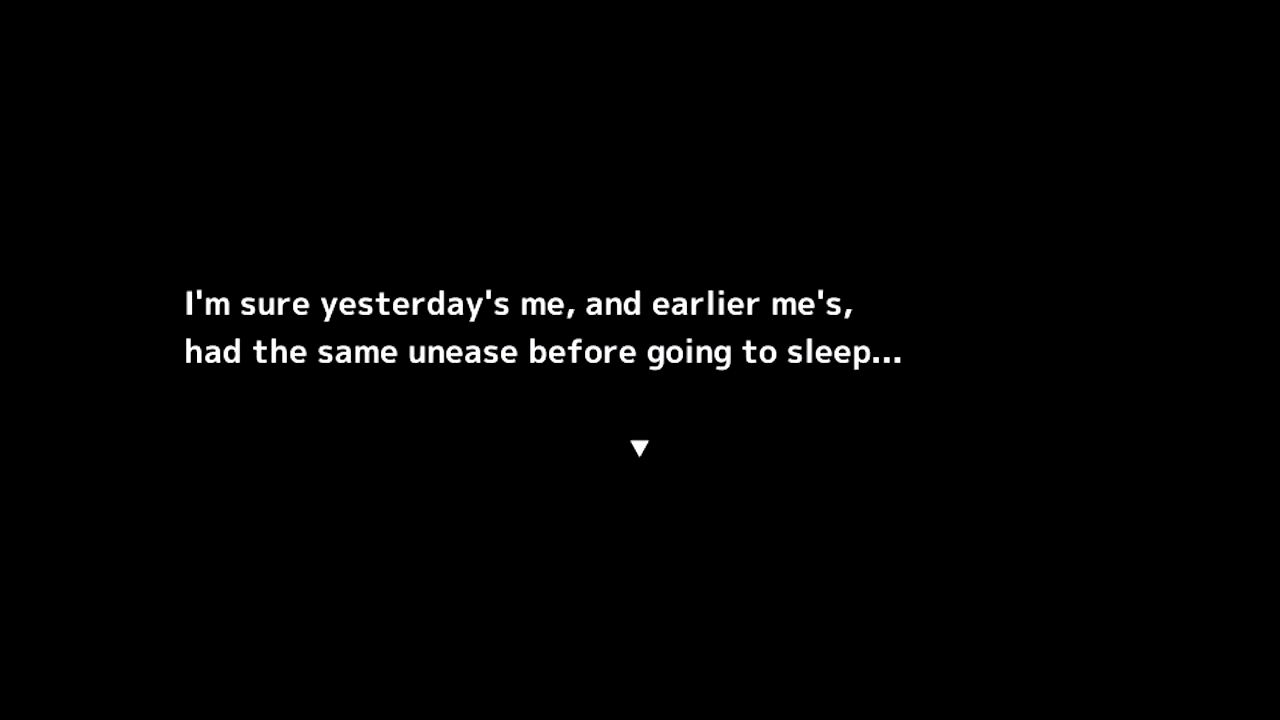 I'm sure yesterday's me, and earlier me's,
had the same unease before going to sleep...